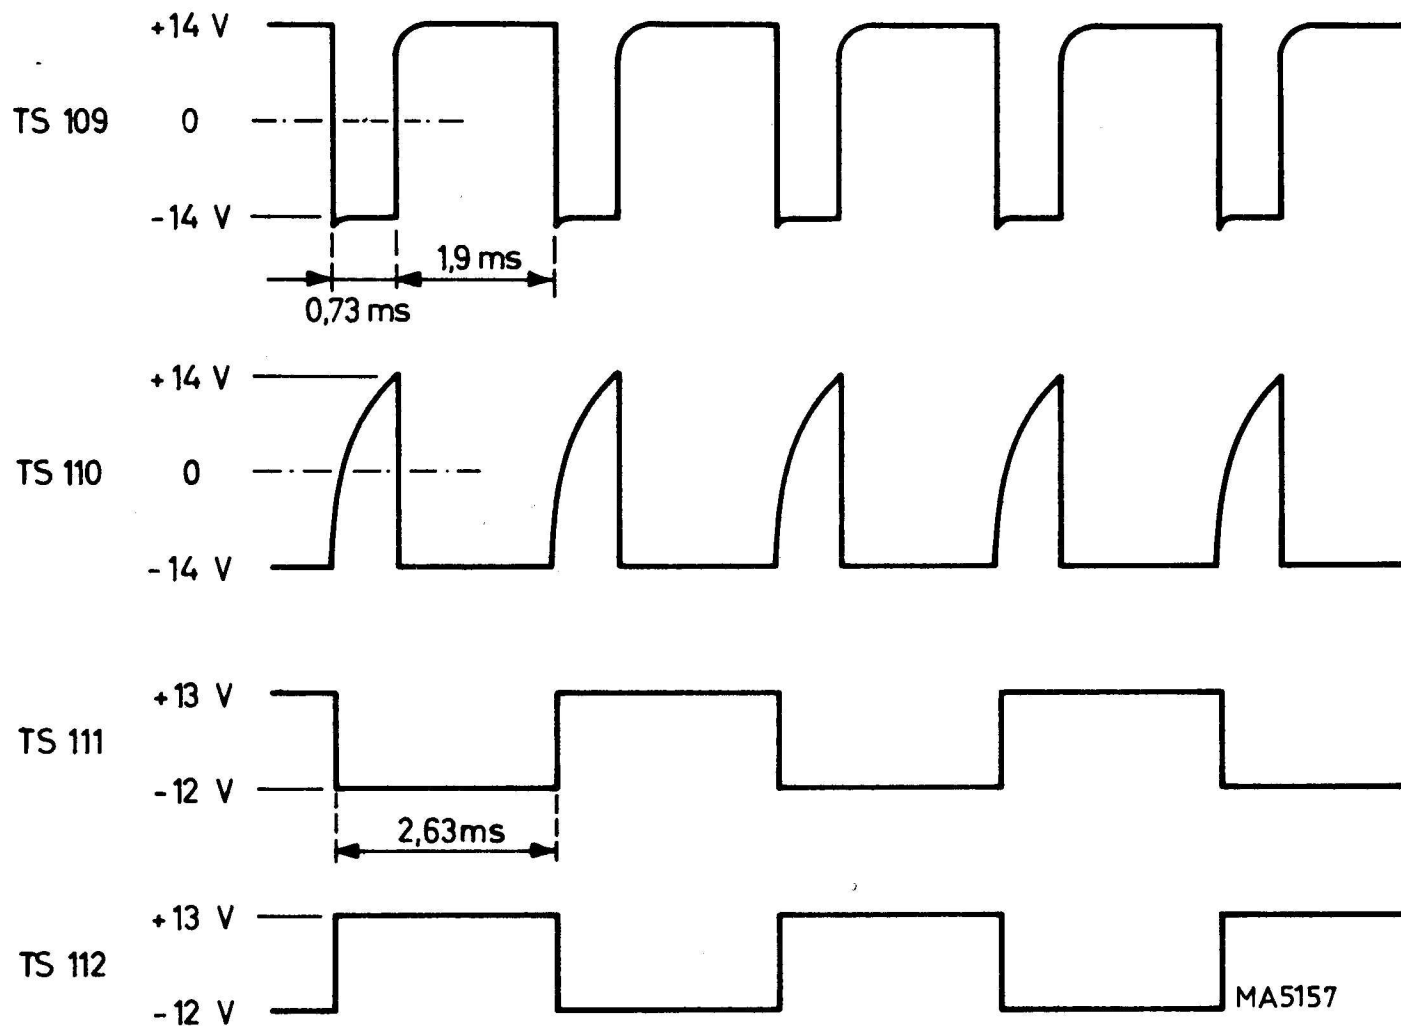 +14 V
TS 109 0
-14 V
1,9 ms
0,73 ms
+14 V
TS 110 0
-14 V
+13 V
TS 111
-12 V
2,63ms
+13 V
TS 112
-12 V
MA5157